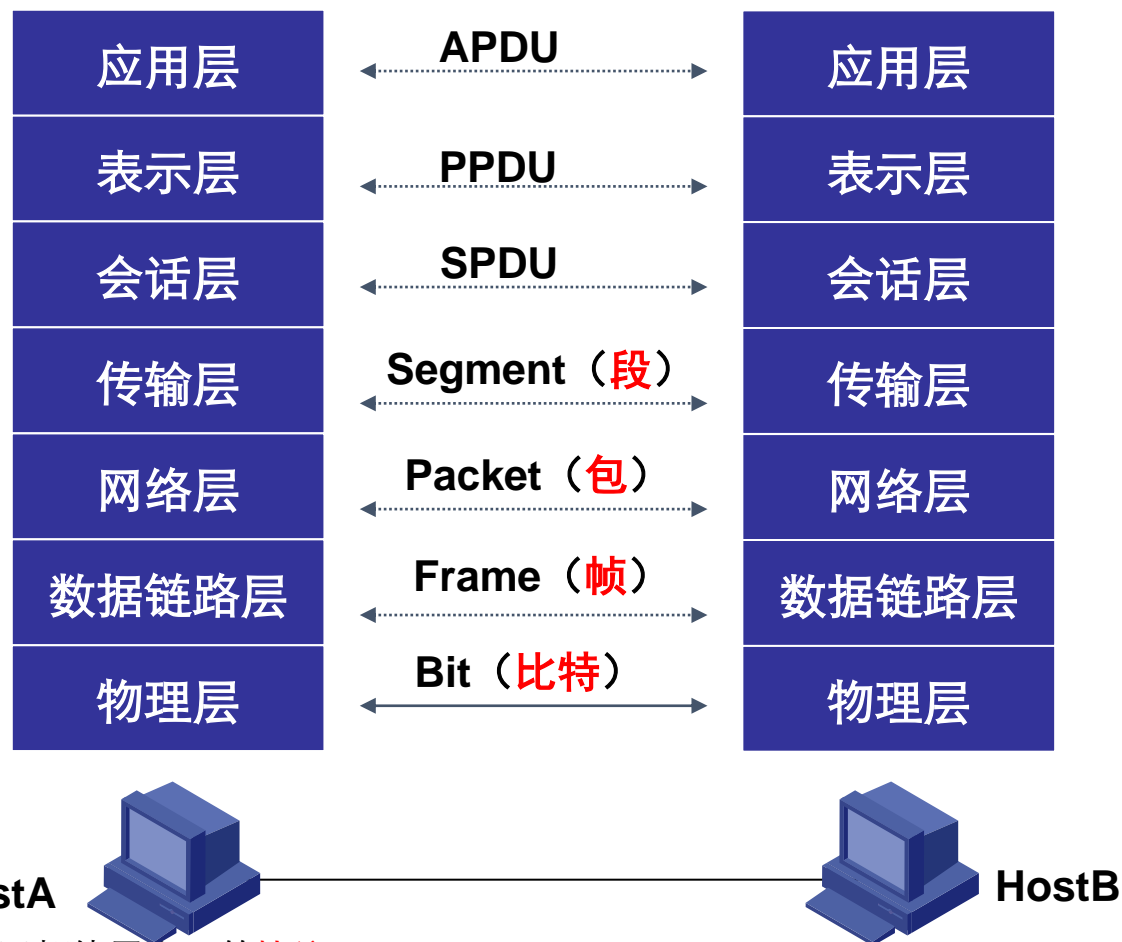 应用层 APDU 应用层
表示层 PPDU 表示层
会话层 SPDU 会话层
传输层 Segment（段） 传输层
网络层 Packet（包） 网络层
数据链路层 Frame（帧） 数据链路层
物理层 Bit（比特） 物理层
stA HostB